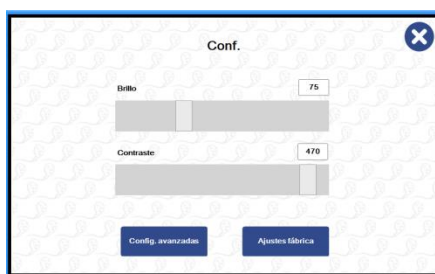 Conf.
Brillo
75
Contraste
470
Config. avanzadas
Ajustes fábrica